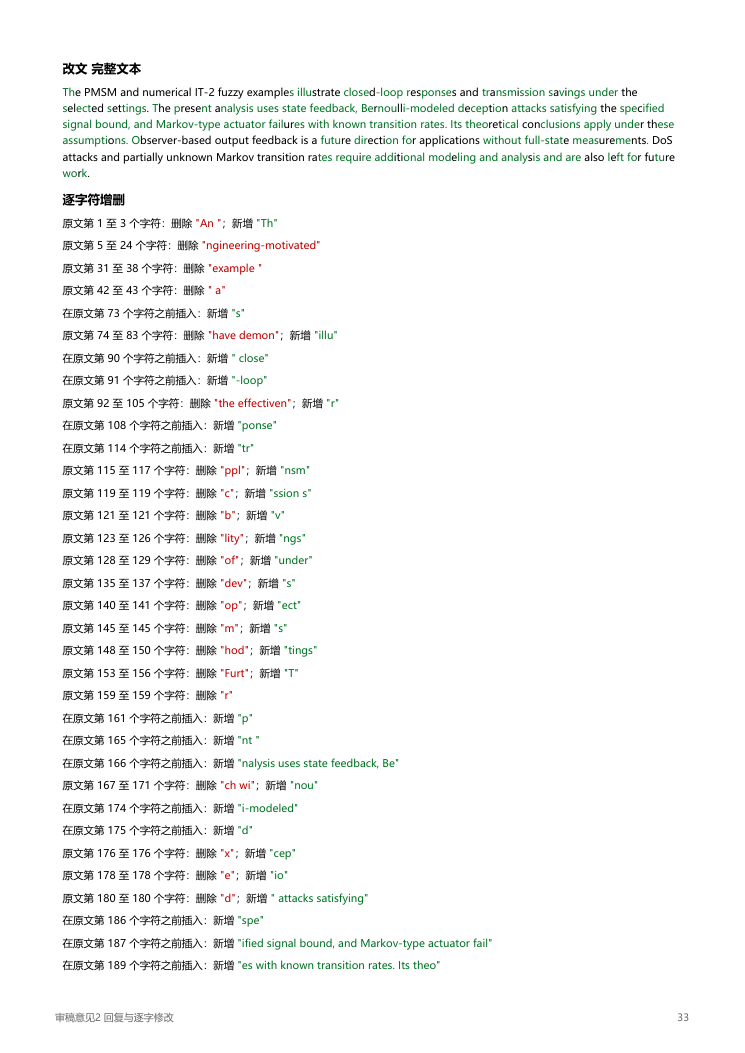 改文 完整文本
The PMSM and numerical IT-2 fuzzy examples illustrate closed-loop responses and transmission savings under the
selected settings. The present analysis uses state feedback, Bernoulli-modeled deception attacks satisfying the specified
signal bound, and Markov-type actuator failures with known transition rates. Its theoretical conclusions apply under these
assumptions. Observer-based output feedback is a future direction for applications without full-state measurements. DoS
attacks and partially unknown Markov transition rates require additional modeling and analysis and are also left for future
work.
逐字符增删
原文第 1 至 3 个字符：删除 "An "；新增 "Th"
原文第 5 至 24 个字符：删除 "ngineering-motivated"
原文第 31 至 38 个字符：删除 "example "
原文第 42 至 43 个字符：删除 " a"
在原文第 73 个字符之前插入：新增 "s"
原文第 74 至 83 个字符：删除 "have demon"；新增 "illu"
在原文第 90 个字符之前插入：新增 " close"
在原文第 91 个字符之前插入：新增 "-loop"
原文第 92 至 105 个字符：删除 "the effectiven"；新增 "r"
在原文第 108 个字符之前插入：新增 "ponse"
在原文第 114 个字符之前插入：新增 "tr"
原文第 115 至 117 个字符：删除 "ppl"；新增 "nsm"
原文第 119 至 119 个字符：删除 "c"；新增 "ssion s"
原文第 121 至 121 个字符：删除 "b"；新增 "v"
原文第 123 至 126 个字符：删除 "lity"；新增 "ngs"
原文第 128 至 129 个字符：删除 "of"；新增 "under"
原文第 135 至 137 个字符：删除 "dev"；新增 "s"
原文第 140 至 141 个字符：删除 "op"；新增 "ect"
原文第 145 至 145 个字符：删除 "m"；新增 "s"
原文第 148 至 150 个字符：删除 "hod"；新增 "tings"
原文第 153 至 156 个字符：删除 "Furt"；新增 "T"
原文第 159 至 159 个字符：删除 "r"
在原文第 161 个字符之前插入：新增 "p"
在原文第 165 个字符之前插入：新增 "nt "
在原文第 166 个字符之前插入：新增 "nalysis uses state feedback, Be"
原文第 167 至 171 个字符：删除 "ch wi"；新增 "nou"
在原文第 174 个字符之前插入：新增 "i-modeled"
在原文第 175 个字符之前插入：新增 "d"
原文第 176 至 176 个字符：删除 "x"；新增 "cep"
原文第 178 至 178 个字符：删除 "e"；新增 "io"
原文第 180 至 180 个字符：删除 "d"；新增 " attacks satisfying"
在原文第 186 个字符之前插入：新增 "spe"
在原文第 187 个字符之前插入：新增 "ified signal bound, and Markov-type actuator fail"
在原文第 189 个字符之前插入：新增 "es with known transition rates. Its theo"
审稿意见2 回复与逐字修改
33